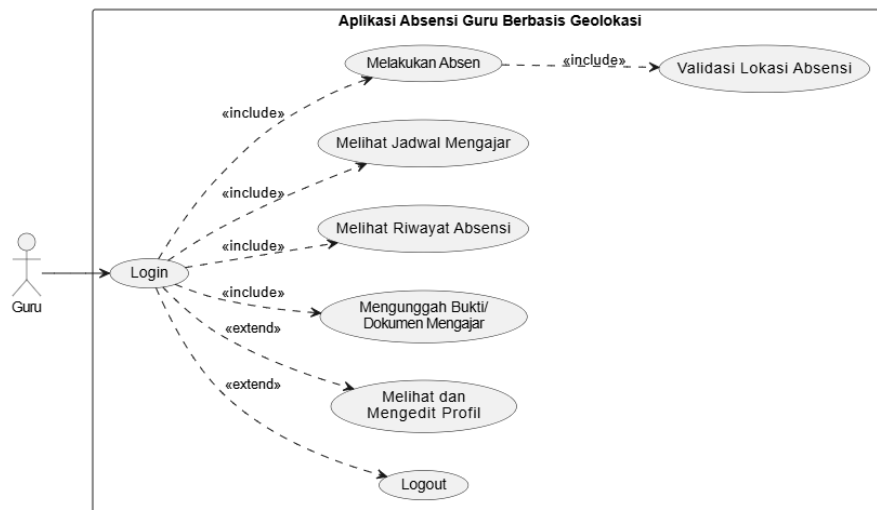 Aplikasi Absensi Guru Berbasis Geolokasi
Melakukan Absen
«include»
Validasi Lokasi Absensi
«include»
Melihat Jadwal Mengajar
«include»
Melihat Riwayat Absensi
«include»
Login
Guru
«include»
Mengunggah Bukti/
Dokumen Mengajar
«extend»
Melihat dan
Mengedit Profil
«extend»
Logout